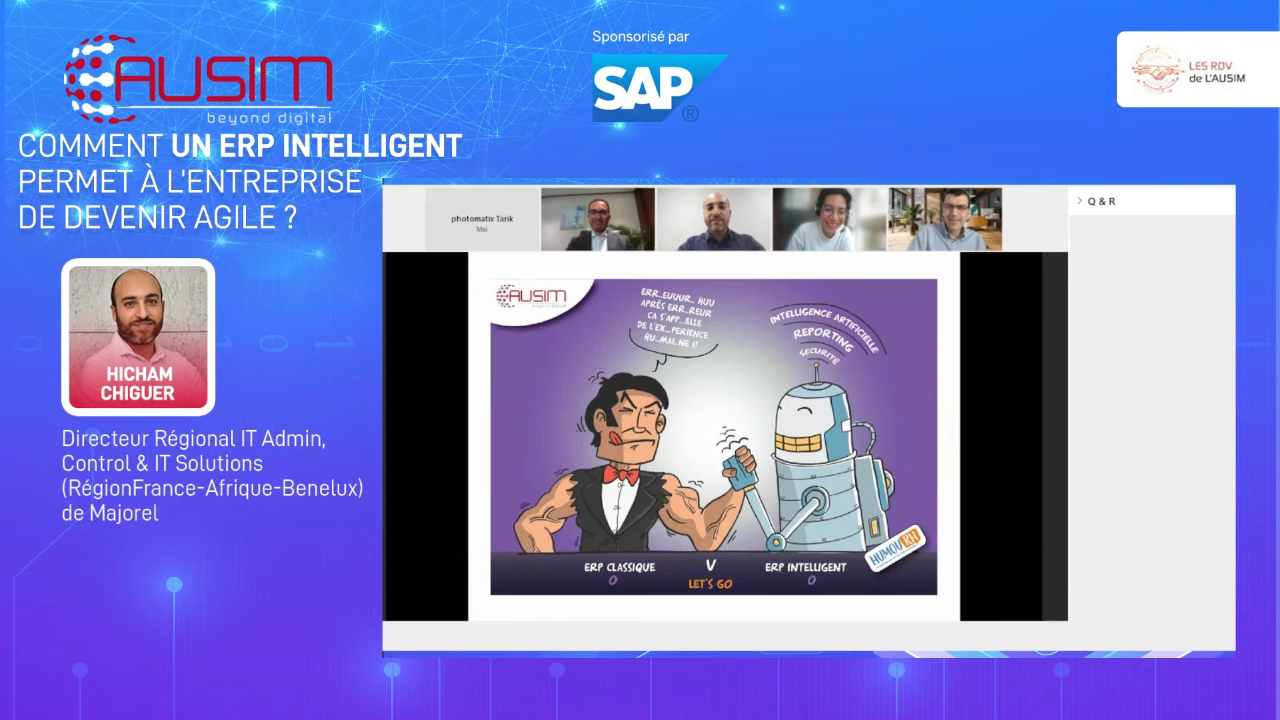 AUSIM
beyond digital
Sponsorisé par
SAP®
LES RDV
de L'AUSIM
COMMENT UN ERP INTELLIGENT
PERMET À L'ENTREPRISE
DE DEVENIR AGILE ?
HICHAM
CHIGUER
Directeur Régional IT Admin,
Control & IT Solutions
(RégionFrance-Afrique-Benelux)
de Majorel
photomatix Tarik
Moi
> Q & R
AUSIM
ERR..EUUUR.. HUU
APRÈS ERR..REUR
CA S'APP...ELLE
DE L'EX...PERIENCE
HU..MAI..NE !!
INTELLIGENCE ARTIFICIELLE
REPORTING
SECURITÉ
HUMOURH
ERP CLASSIQUE V ERP INTELLIGENT
0 LET'S GO 0